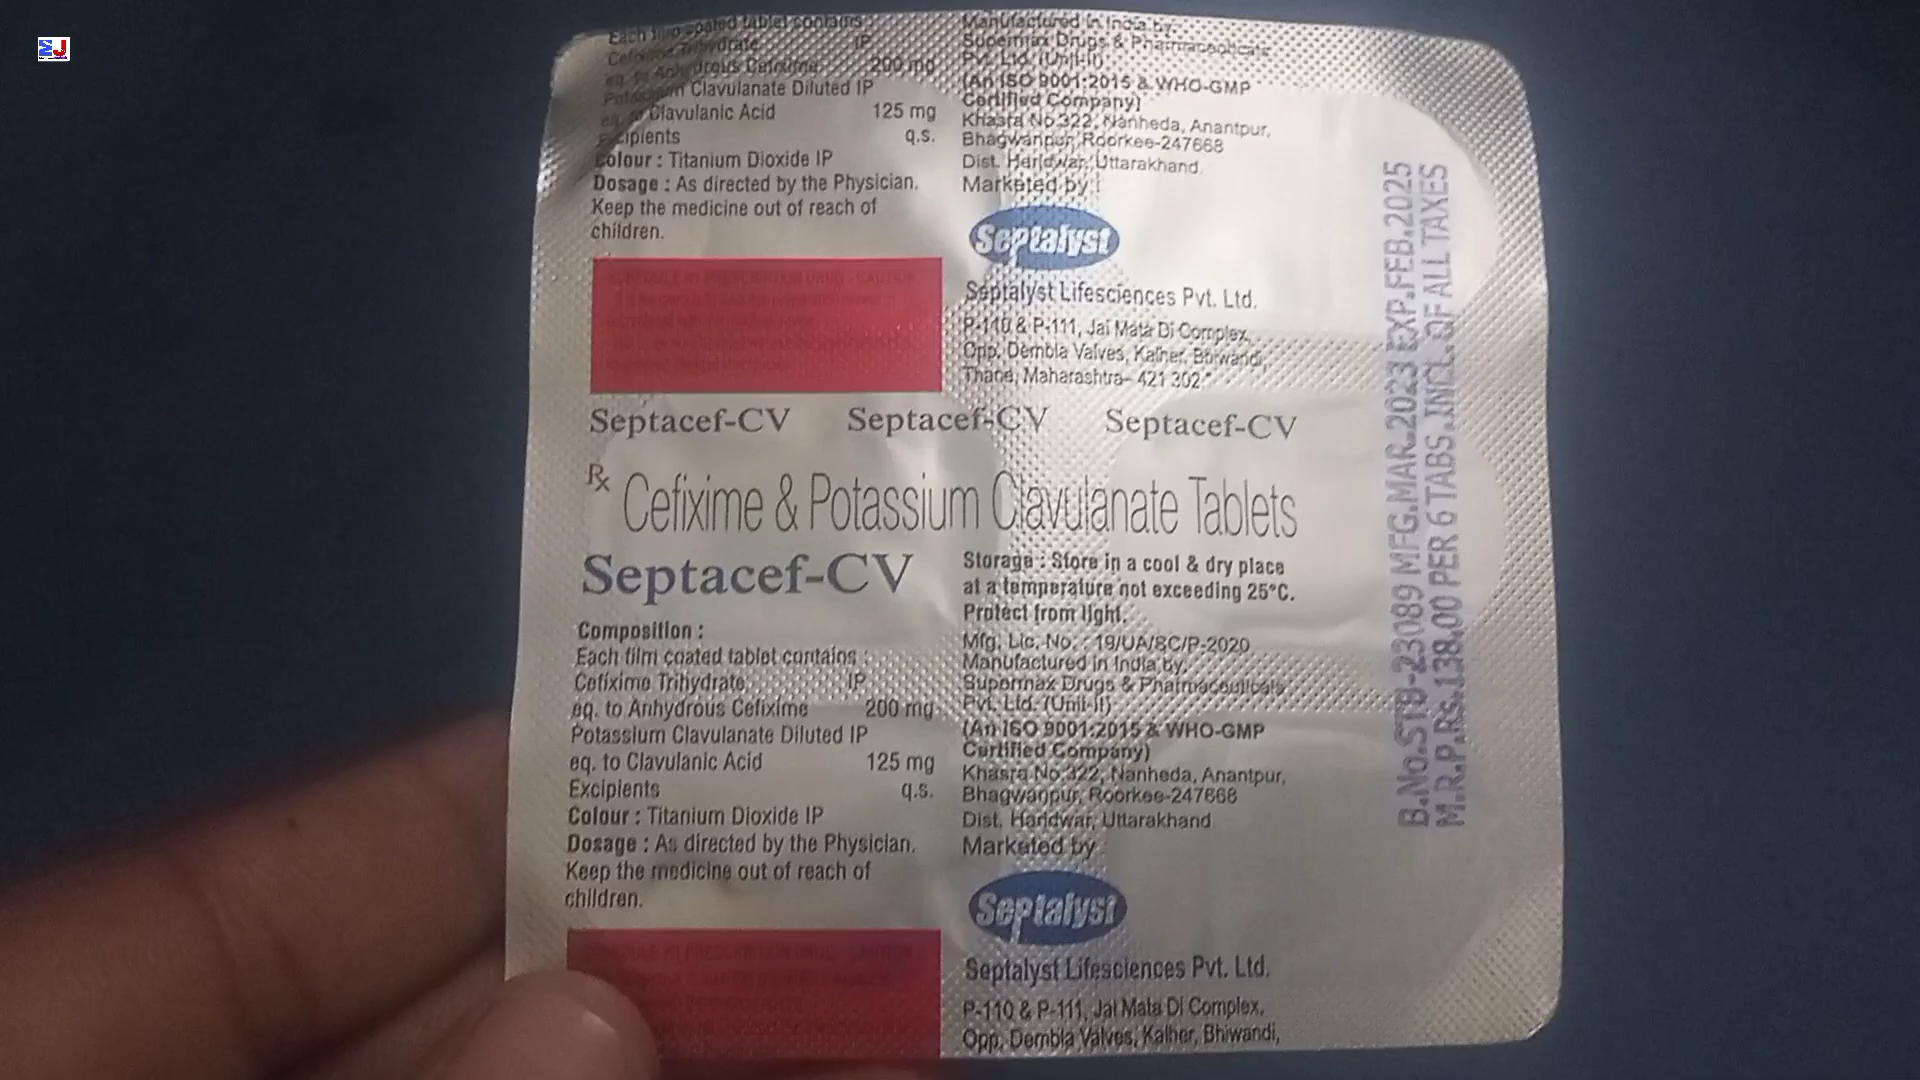 Each film coated tablet contains :
Cefixime Trihydrate IP
eq. to Anhydrous Cefixime 200 mg
Potassium Clavulanate Diluted IP
eq. to Clavulanic Acid 125 mg
Excipients q.s.
Colour : Titanium Dioxide IP
Dosage : As directed by the Physician.
Keep the medicine out of reach of
children.
Manufactured in India by:
Supermax Drugs & Pharmaceuticals
Pvt. Ltd. (Unit-II)
(An ISO 9001:2015 & WHO-GMP
Certified Company)
Khasra No.322, Nanheda, Anantpur,
Bhagwanpur, Roorkee-247668
Dist. Haridwar, Uttarakhand.
Marketed by :
Septalyst
Septalyst Lifesciences Pvt. Ltd.
P-110 & P-111, Jai Mata Di Complex,
Opp. Dembla Valves, Kalher, Bhiwandi,
Thane, Maharashtra- 421 302.
SCHEDULE H1 PRESCRIPTION DRUG - CAUTION
Septacef-CV Septacef-CV Septacef-CV
Rx Cefixime & Potassium Clavulanate Tablets
Septacef-CV
Composition :
Each film coated tablet contains :
Cefixime Trihydrate IP
eq. to Anhydrous Cefixime 200 mg
Potassium Clavulanate Diluted IP
eq. to Clavulanic Acid 125 mg
Excipients q.s.
Colour : Titanium Dioxide IP
Dosage : As directed by the Physician.
Keep the medicine out of reach of
children.
Storage : Store in a cool & dry place
at a temperature not exceeding 25°C.
Protect from light.
Mfg. Lic. No. : 19/UA/SC/P-2020
Manufactured in India by:
Supermax Drugs & Pharmaceuticals
Pvt. Ltd. (Unit-II)
(An ISO 9001:2015 & WHO-GMP
Certified Company)
Khasra No.322, Nanheda, Anantpur,
Bhagwanpur, Roorkee-247668
Dist. Haridwar, Uttarakhand
Marketed by :
Septalyst
Septalyst Lifesciences Pvt. Ltd.
P-110 & P-111, Jai Mata Di Complex,
Opp. Dembla Valves, Kalher, Bhiwandi,
PRESCRIPTION DRUG - CAUTION
B.No.STB-23089 MFG.MAR.2023 EXP.FEB.2025
M.R.P.Rs.138.00 PER 6 TABS.INCL.OF ALL TAXES